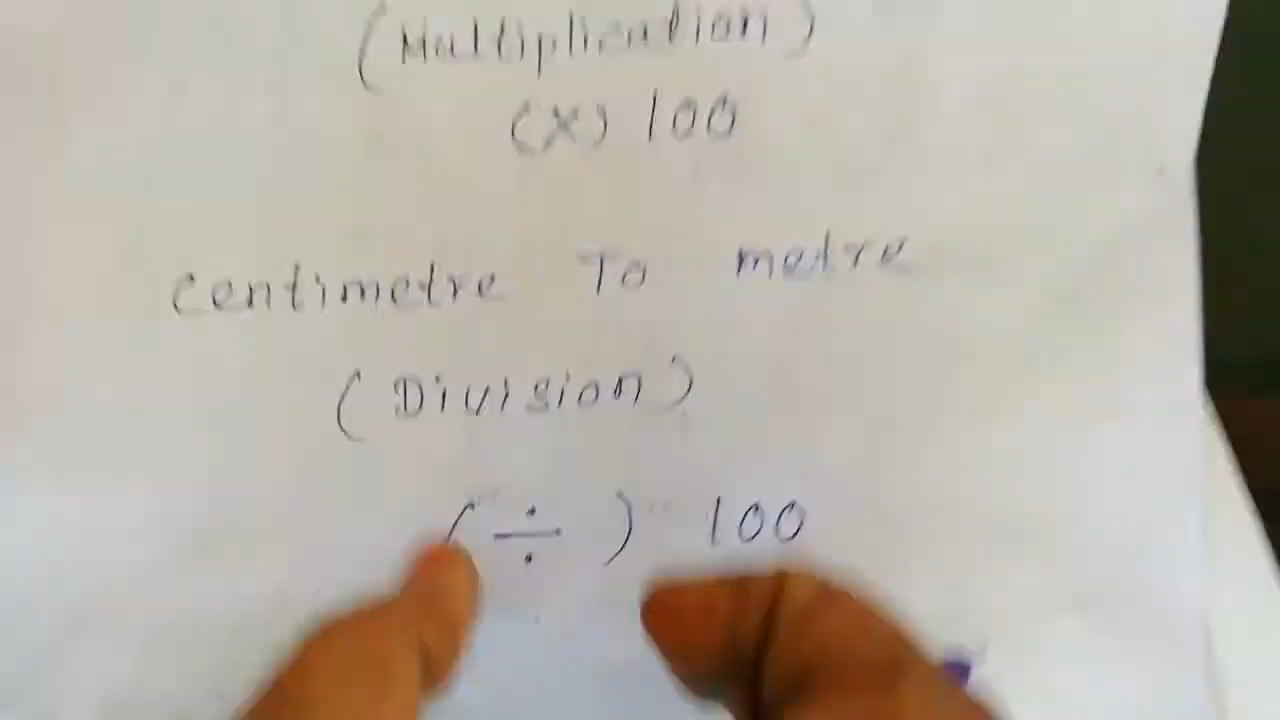 (Multiplication)
(X) 100
centimetre To metre
(Division)
(÷) 100